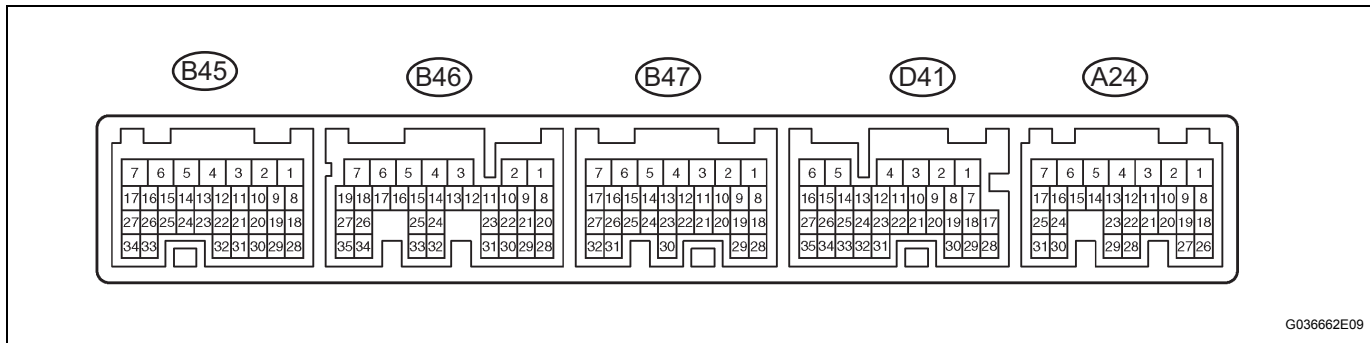 B45 B46 B47 D41 A24
7 6 5 4 3 2 1 7 6 5 4 3 2 1 7 6 5 4 3 2 1 6 5 4 3 2 1 7 6 5 4 3 2 1
17 16 15 14 13 12 11 10 9 8 19 18 17 16 15 14 13 12 11 10 9 8 17 16 15 14 13 12 11 10 9 8 16 15 14 13 12 11 10 9 8 7 17 16 15 14 13 12 11 10 9 8
27 26 25 24 23 22 21 20 19 18 27 26 25 24 23 22 21 20 27 26 25 24 23 22 21 20 19 18 27 26 25 24 23 22 21 20 19 18 17 25 24 23 22 21 20 19 18
34 33 32 31 30 29 28 35 34 33 32 31 30 29 28 32 31 30 29 28 35 34 33 32 31 30 29 28 31 30 29 28 27 26
G036662E09